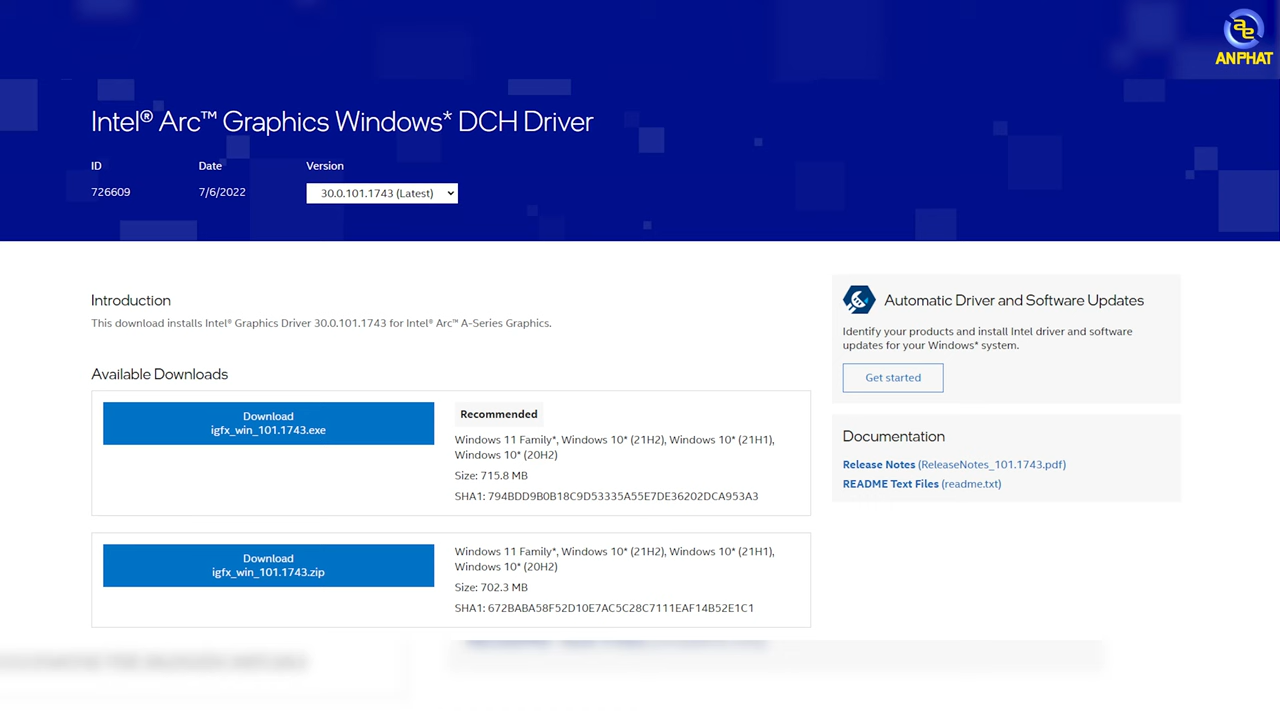 ae
ANPHAT
Intel® Arc™ Graphics Windows* DCH Driver
ID
Date
Version
726609
7/6/2022
30.0.101.1743 (Latest)
Introduction
This download installs Intel® Graphics Driver 30.0.101.1743 for Intel® Arc™ A-Series Graphics.
Available Downloads
Download
igfx_win_101.1743.exe
Recommended
Windows 11 Family*, Windows 10* (21H2), Windows 10* (21H1),
Windows 10* (20H2)
Size: 715.8 MB
SHA1: 794BDD9B0B18C9D53335A55E7DE36202DCA953A3
Download
igfx_win_101.1743.zip
Windows 11 Family*, Windows 10* (21H2), Windows 10* (21H1),
Windows 10* (20H2)
Size: 702.3 MB
SHA1: 672BABA58F52D10E7AC5C28C7111EAF14B52E1C1
Automatic Driver and Software Updates
Identify your products and install Intel driver and software
updates for your Windows* system.
Get started
Documentation
Release Notes (ReleaseNotes_101.1743.pdf)
README Text Files (readme.txt)